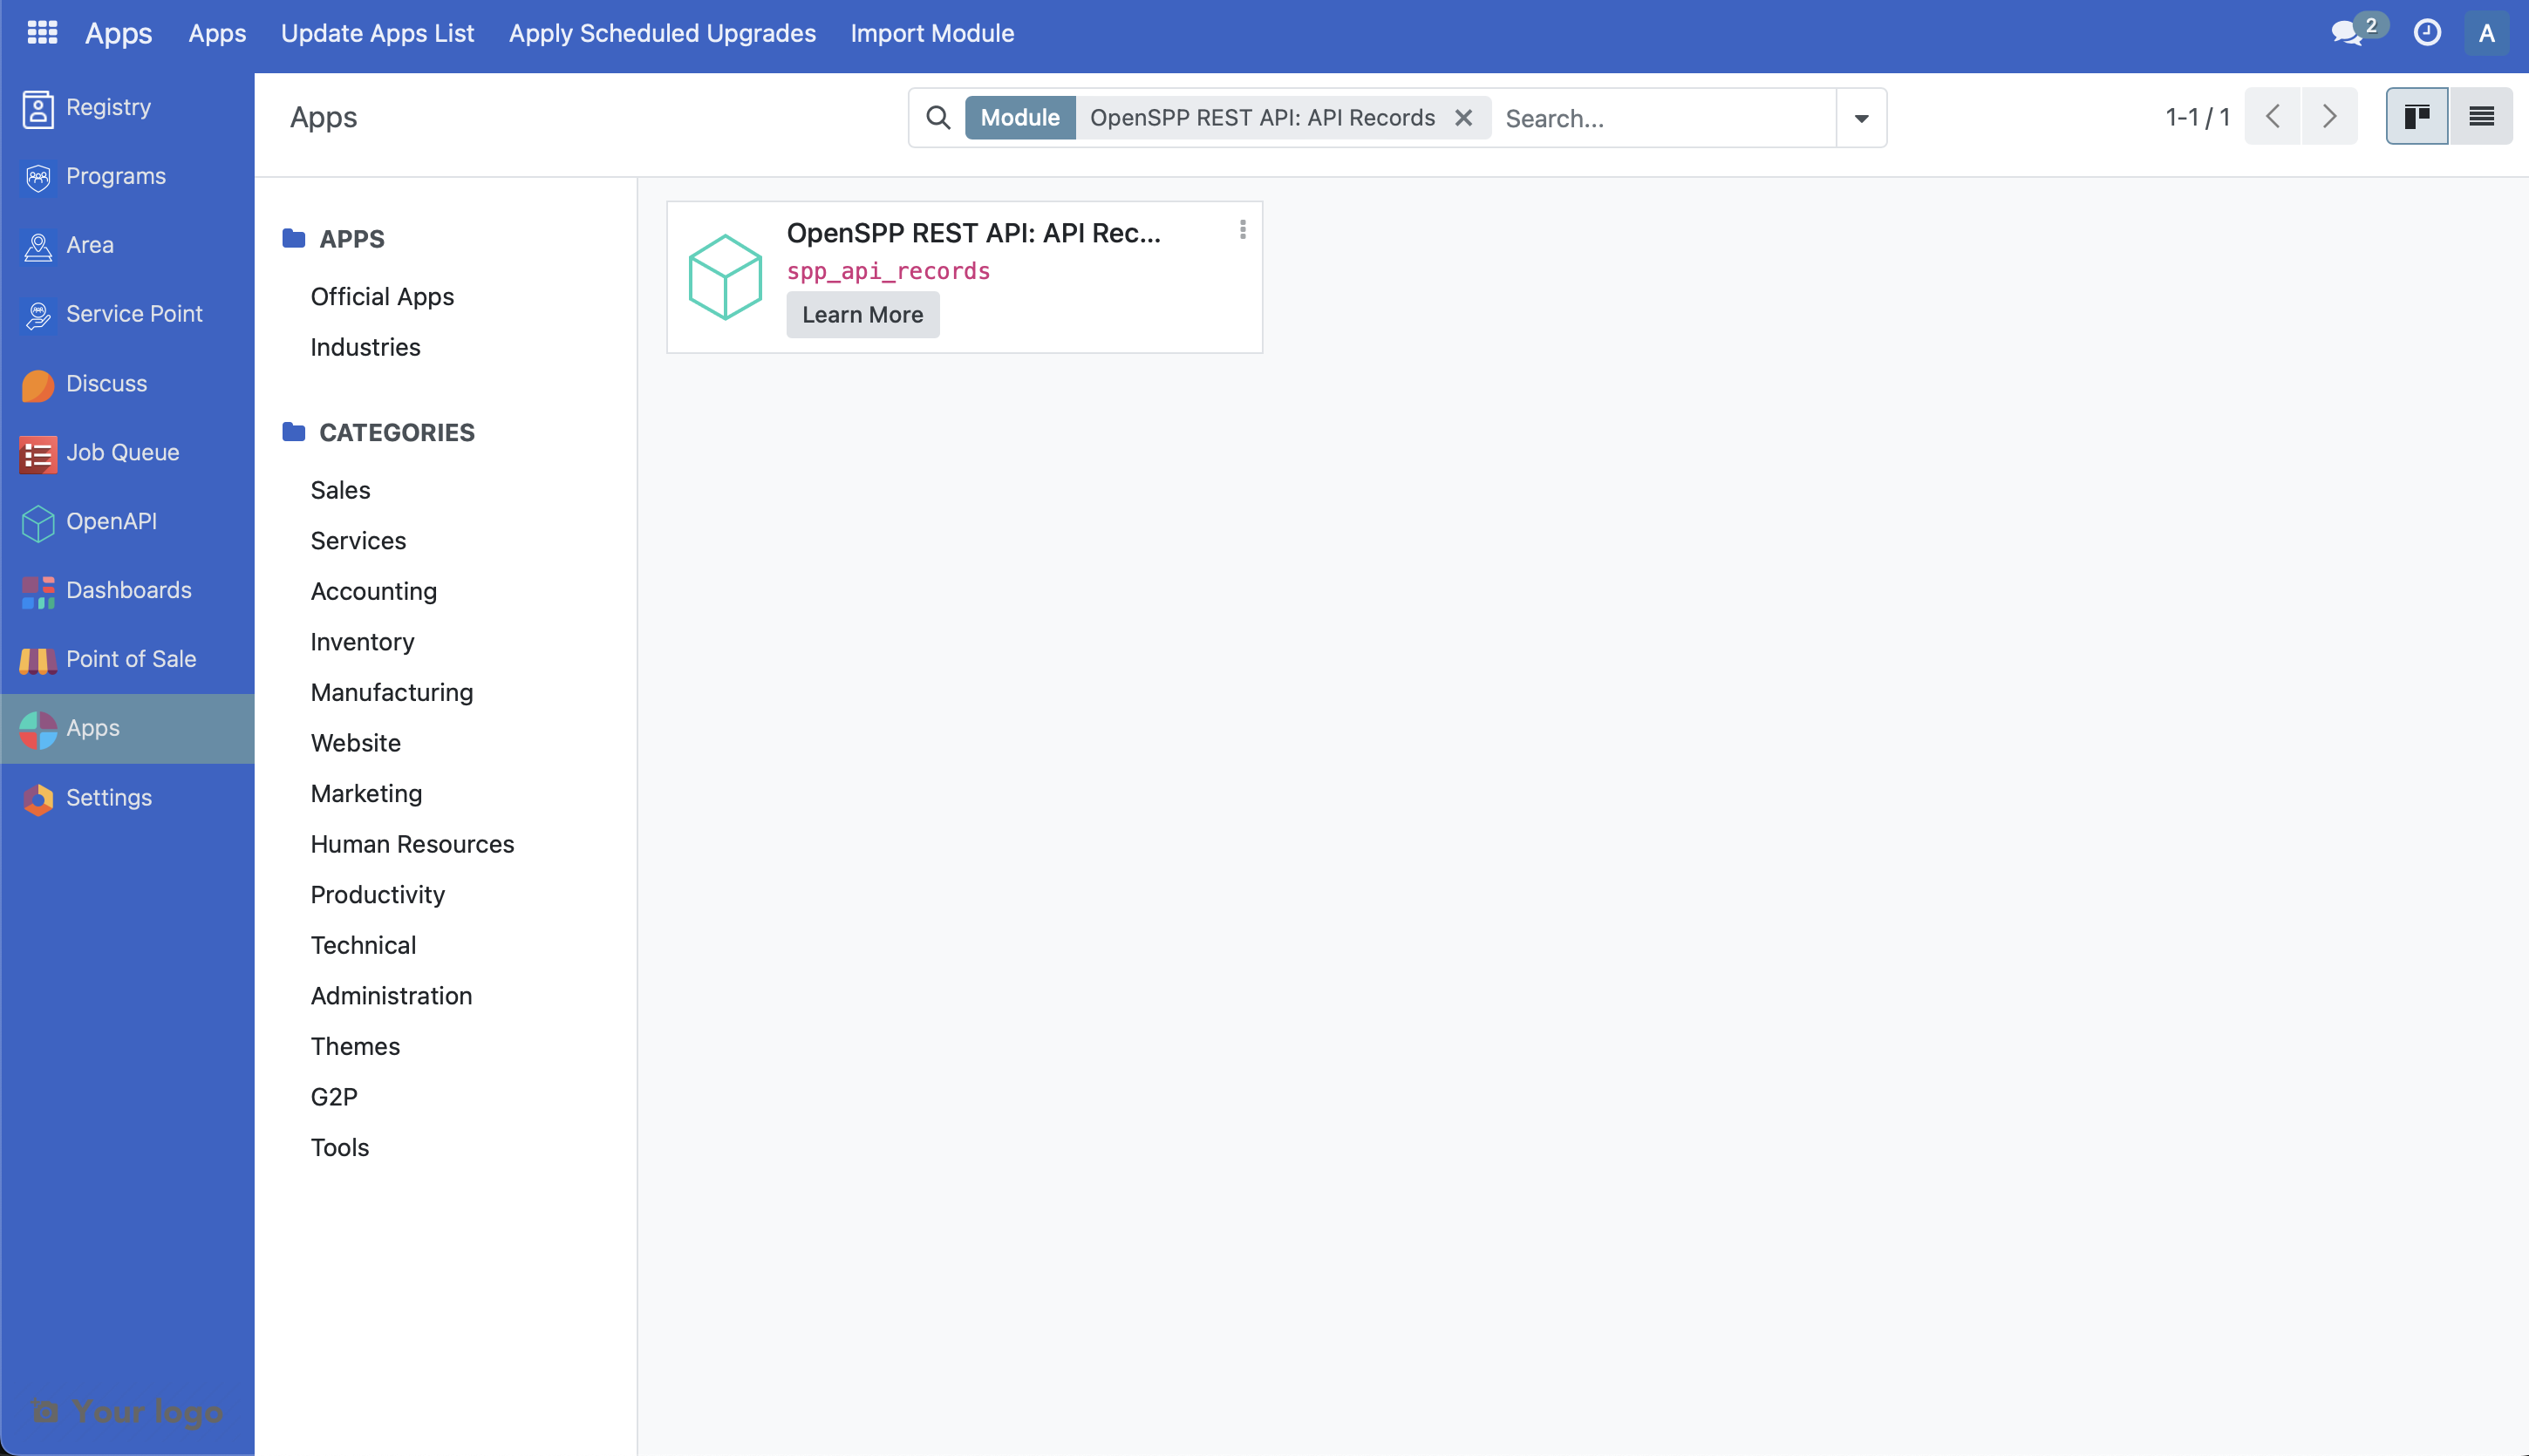 Apps Apps Update Apps List Apply Scheduled Upgrades Import Module 2 A
Registry
Programs
Area
Service Point
Discuss
Job Queue
OpenAPI
Dashboards
Point of Sale
Apps
Settings
Your logo
Apps
Module OpenSPP REST API: API Records Search...
1-1 / 1
APPS
Official Apps
Industries
CATEGORIES
Sales
Services
Accounting
Inventory
Manufacturing
Website
Marketing
Human Resources
Productivity
Technical
Administration
Themes
G2P
Tools
OpenSPP REST API: API Rec...
spp_api_records
Learn More